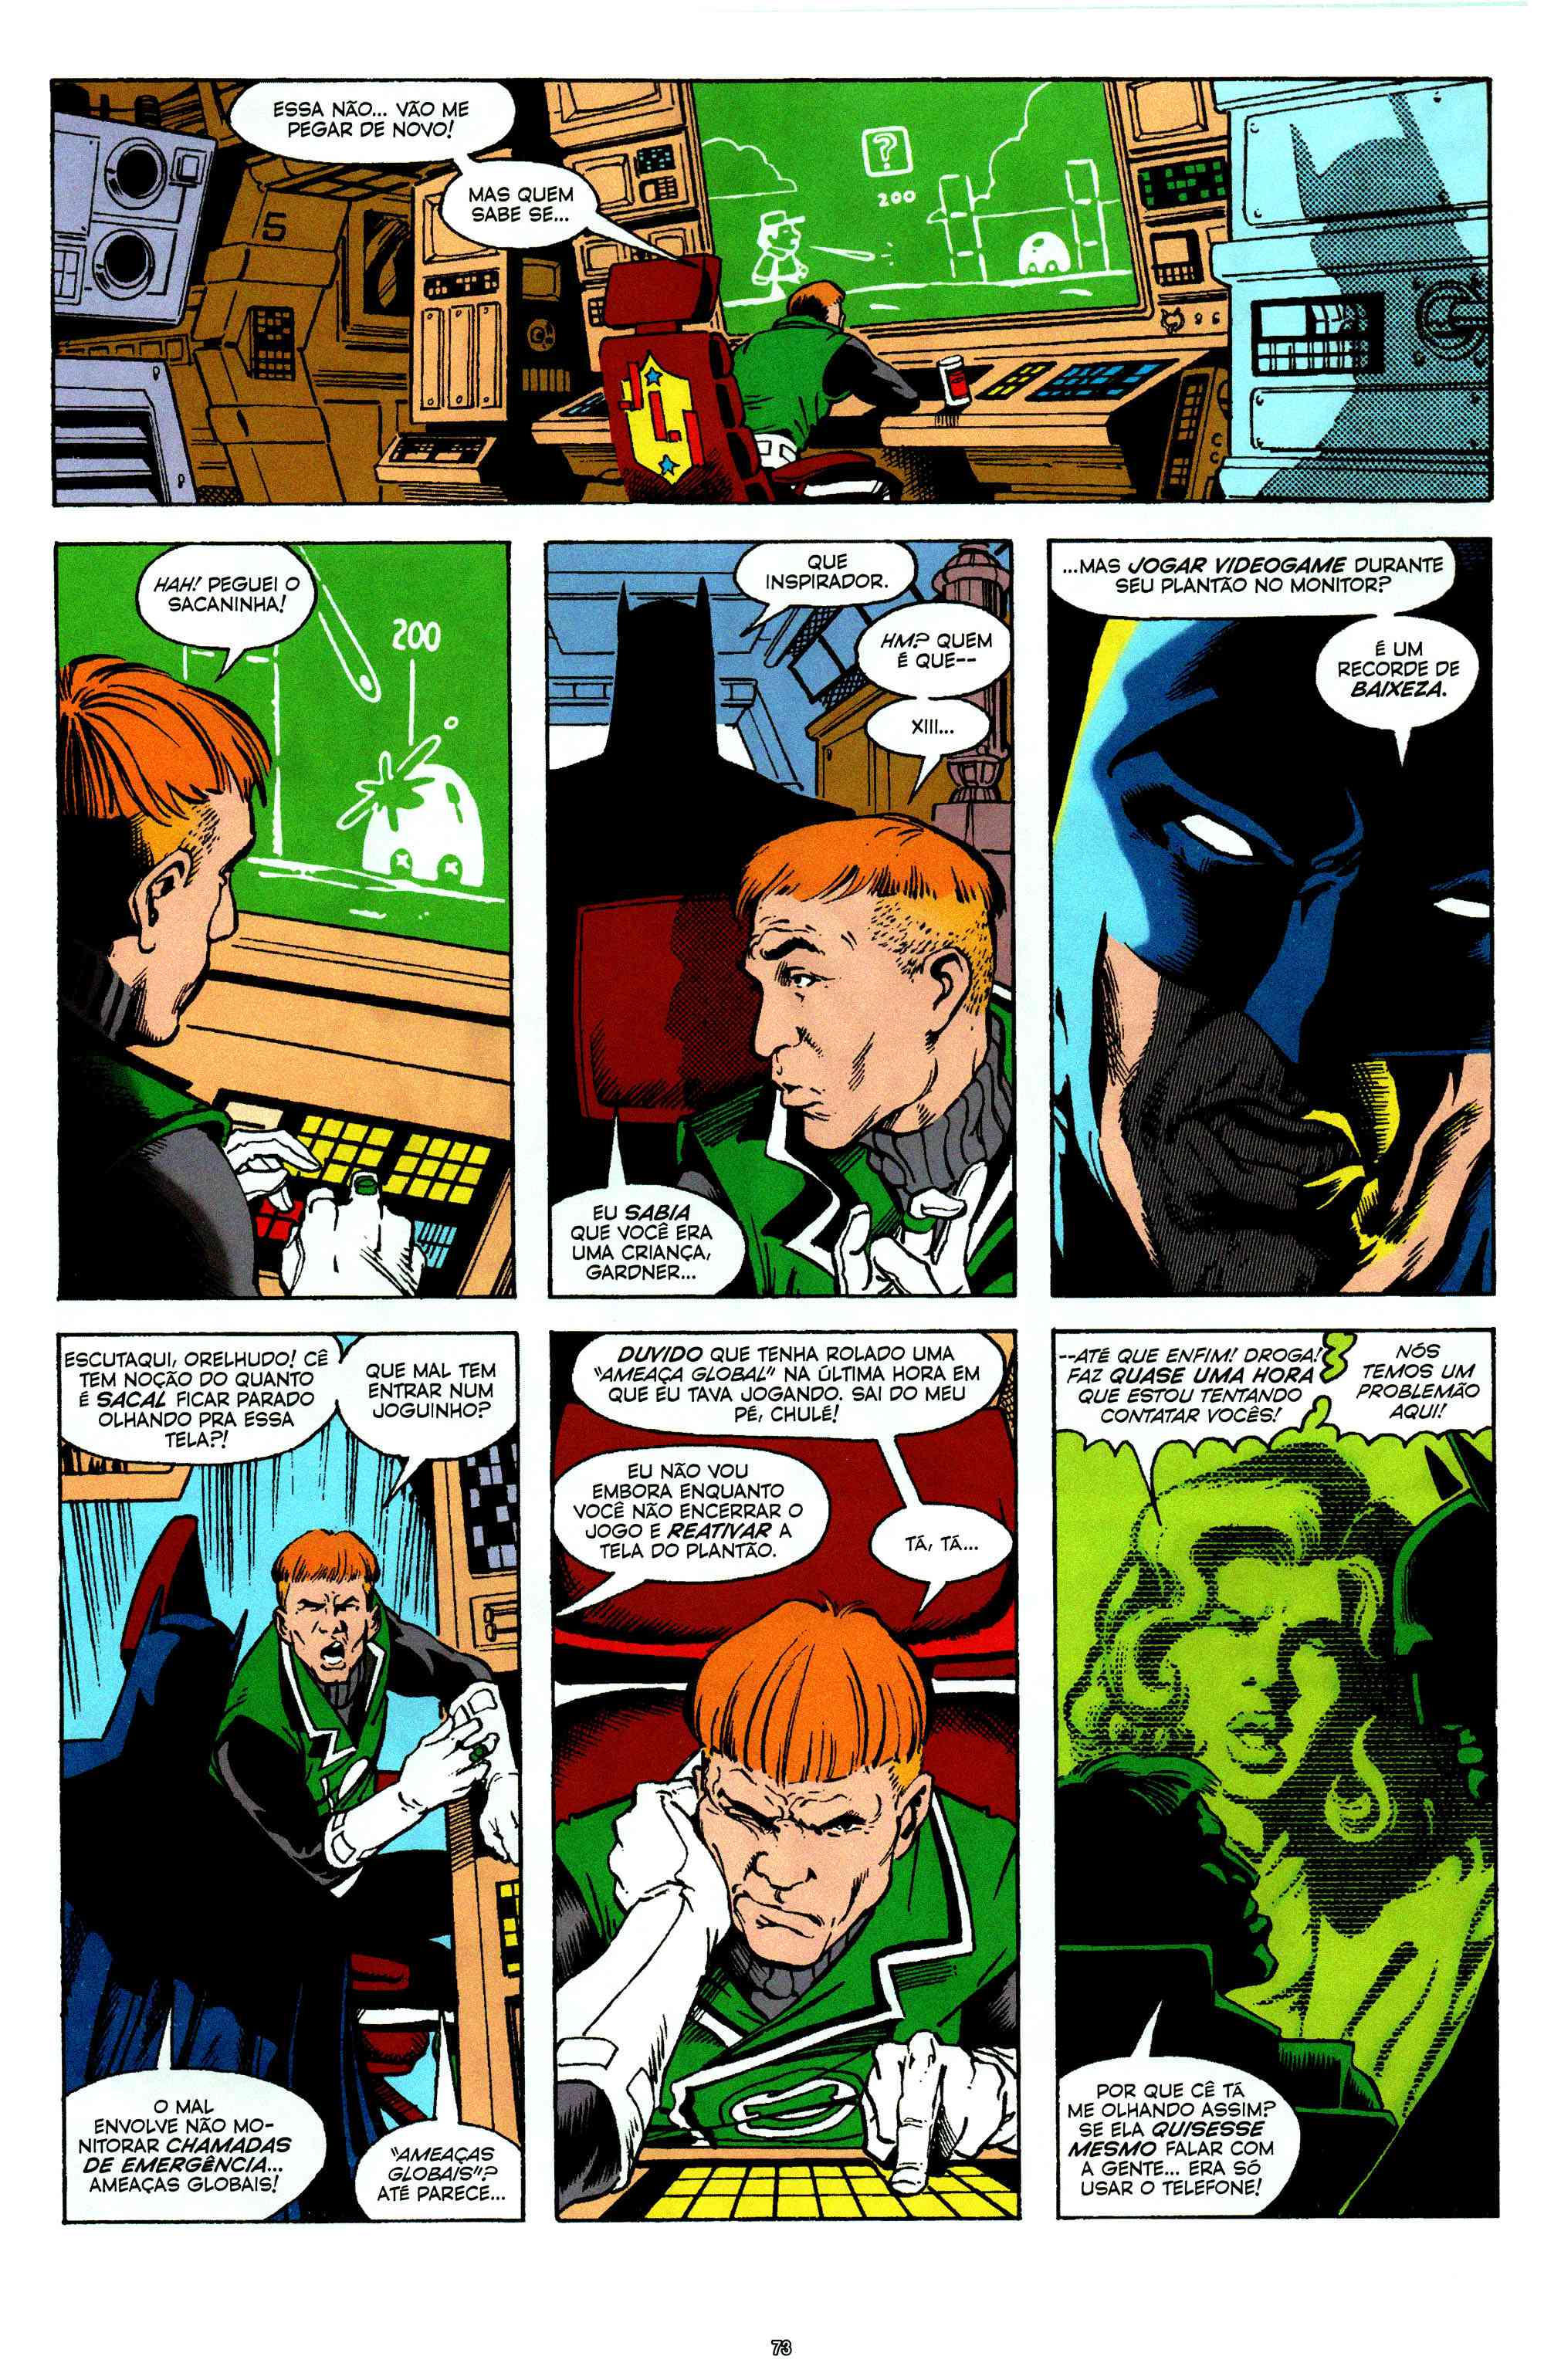 ESSA NÃO... VÃO ME
PEGAR DE NOVO!
MAS QUEM
SABE SE...
5
?
200
HAH! PEGUEI O
SACANINHA!
200
QUE
INSPIRADOR.
HM? QUEM
É QUE--
XIII...
EU SABIA
QUE VOCÊ ERA
UMA CRIANÇA,
GARDNER...
...MAS JOGAR VIDEOGAME DURANTE
SEU PLANTÃO NO MONITOR?
É UM
RECORDE DE
BAIXEZA.
ESCUTAQUI, ORELHUDO! CÊ
TEM NOÇÃO DO QUANTO
É SACAL FICAR PARADO
OLHANDO PRA ESSA
TELA?!
QUE MAL TEM
ENTRAR NUM
JOGUINHO?
O MAL
ENVOLVE NÃO MO-
NITORAR CHAMADAS
DE EMERGÊNCIA...
AMEAÇAS GLOBAIS!
"AMEAÇAS
GLOBAIS"?
ATÉ PARECE...
DUVIDO QUE TENHA ROLADO UMA
"AMEAÇA GLOBAL" NA ÚLTIMA HORA EM
QUE EU TAVA JOGANDO. SAI DO MEU
PÉ, CHULÉ!
EU NÃO VOU
EMBORA ENQUANTO
VOCÊ NÃO ENCERRAR O
JOGO E REATIVAR A
TELA DO PLANTÃO.
TÁ, TÁ...
--ATÉ QUE ENFIM! DROGA!
FAZ QUASE UMA HORA
QUE ESTOU TENTANDO
CONTATAR VOCÊS!
NÓS
TEMOS UM
PROBLEMÃO
AQUI!
POR QUE CÊ TÁ
ME OLHANDO ASSIM?
SE ELA QUISESSE
MESMO FALAR COM
A GENTE... ERA SÓ
USAR O TELEFONE!
73